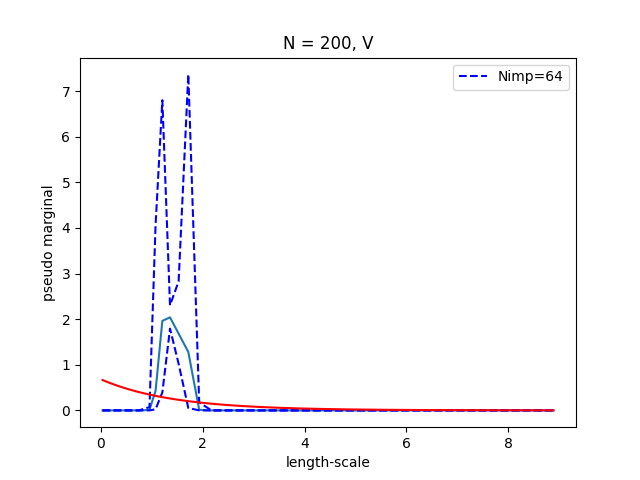 N = 200, V
Nimp=64
7
6
5
4
3
2
1
0
pseudo marginal
0 2 4 6 8
length-scale